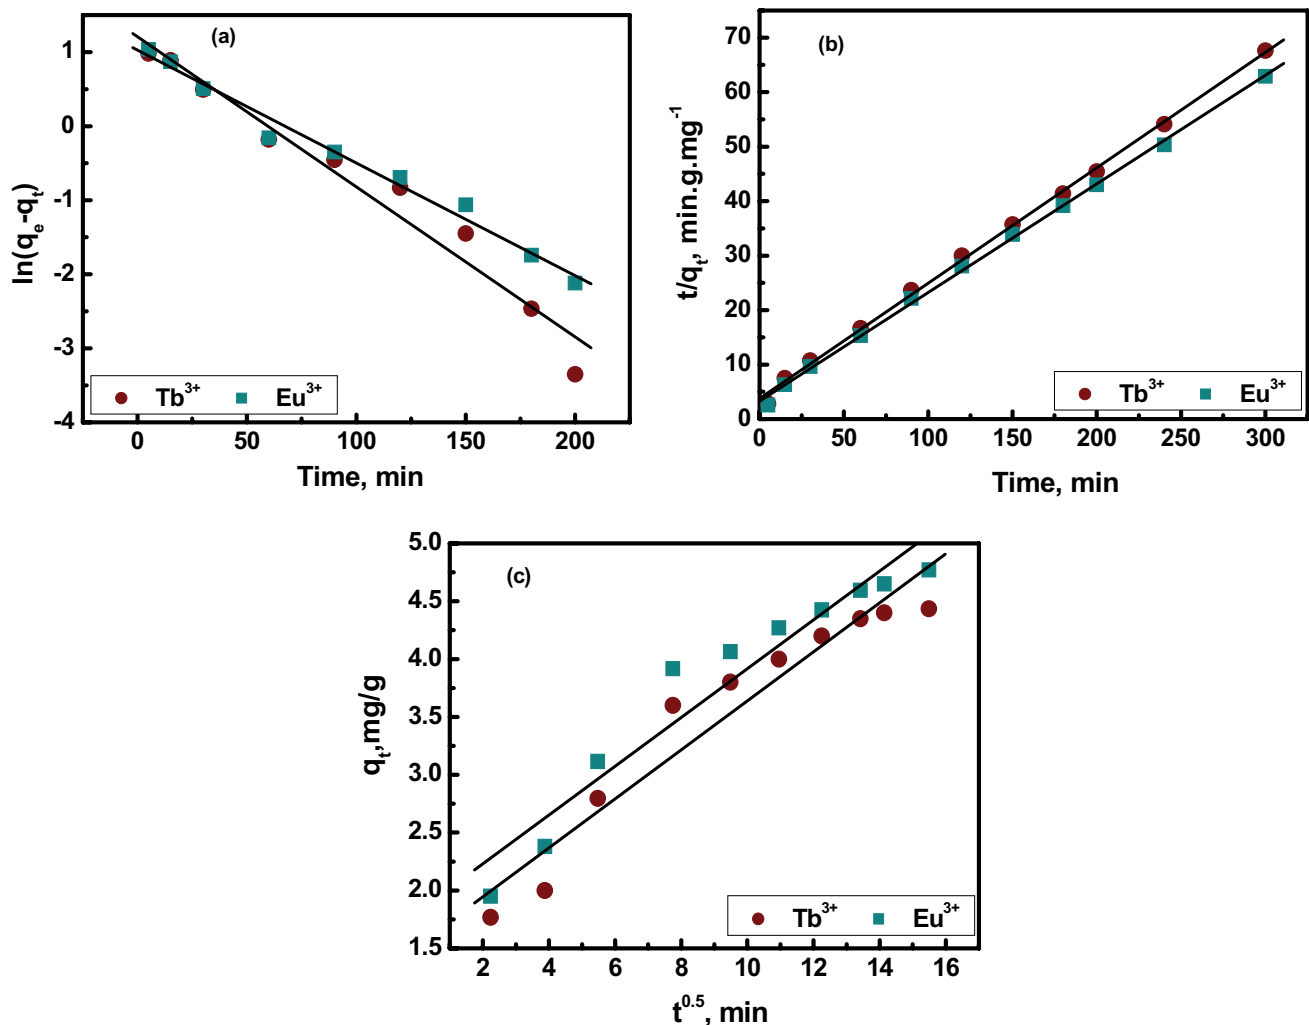 (a)
1
0
-1
-2
-3
-4
ln(qₑ-qₜ)
0 50 100 150 200
Time, min
Tb³⁺ Eu³⁺
(b)
70
60
50
40
30
20
10
0
t/qₜ, min.g.mg⁻¹
0 50 100 150 200 250 300
Time, min
Tb³⁺ Eu³⁺
(c)
5.0
4.5
4.0
3.5
3.0
2.5
2.0
1.5
qₜ,mg/g
2 4 6 8 10 12 14 16
t⁰·⁵, min
Tb³⁺ Eu³⁺